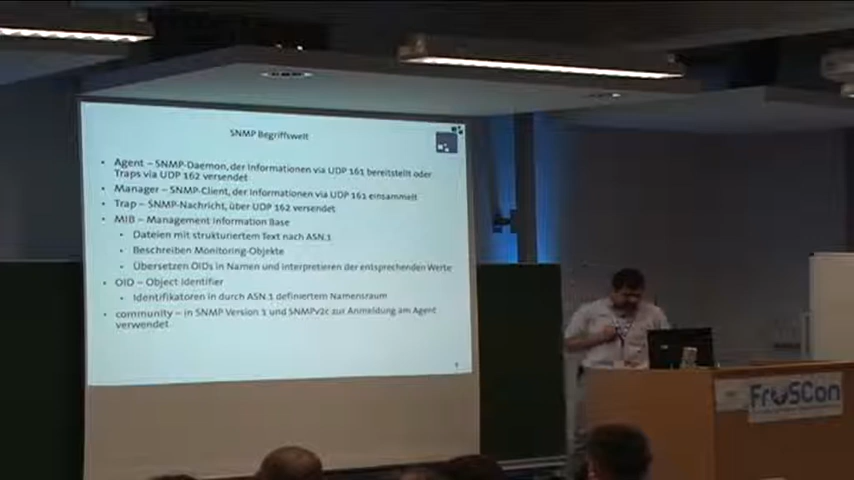 SNMP Begriffswelt
• Agent – SNMP-Daemon, der Informationen via UDP 161 bereitstellt oder
Traps via UDP 162 versendet
• Manager – SNMP-Client, der Informationen via UDP 161 einsammelt
• Trap – SNMP-Nachricht, über UDP 162 versendet
• MIB – Management Information Base
• Dateien mit strukturiertem Text nach ASN.1
• Beschreiben Monitoring-Objekte
• Übersetzen OIDs in Namen und interpretieren der entsprechenden Werte
• OID – Object Identifier
• Identifikatoren in durch ASN.1 definiertem Namensraum
• community – in SNMP Version 1 und SNMPv2c zur Anmeldung am Agent
verwendet
FrOSCon